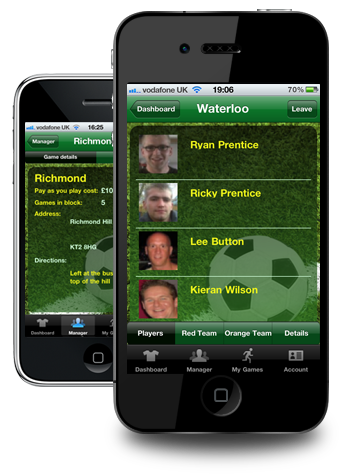 vodafone UK 19:06 70%
Dashboard Waterloo Leave
Ryan Prentice
Ricky Prentice
Lee Button
Kieran Wilson
Players Red Team Orange Team Details
Dashboard Manager My Games Account
vodafone UK 16:25
Manager Richmon
Game details
Richmond
Pay as you play cost: £10
Games in block: 5
Address:
Richmond Hill
KT2 8HG
Directions:
Left at the bus
top of the hill
Dashboard Manager My G